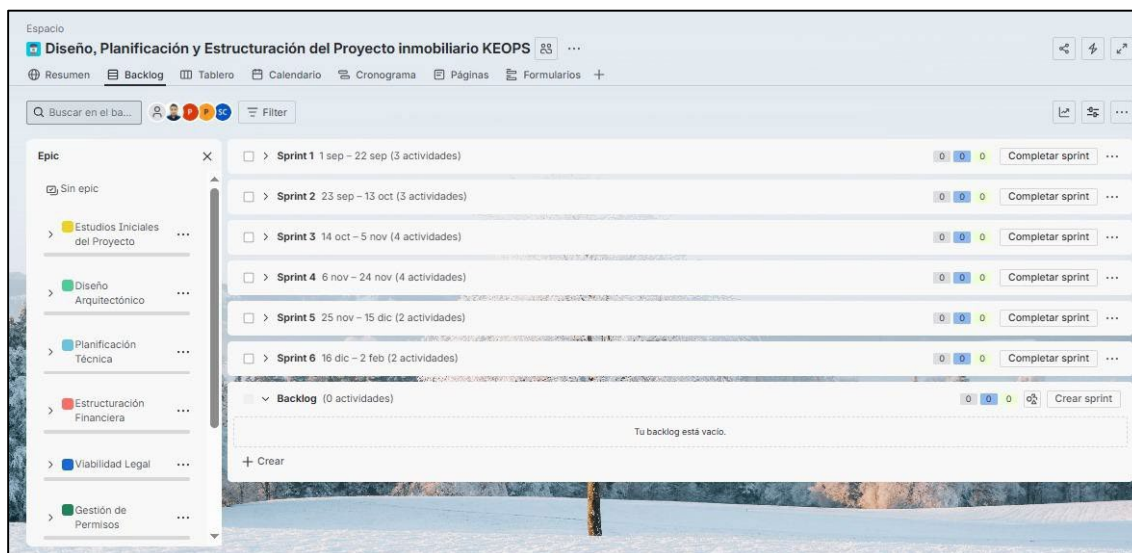 Espacio
Diseño, Planificación y Estructuración del Proyecto inmobiliario KEOPS
Resumen Backlog Tablero Calendario Cronograma Páginas Formularios
Buscar en el ba... P P SC Filter
Epic
Sin epic
Estudios Iniciales
del Proyecto
Diseño
Arquitectónico
Planificación
Técnica
Estructuración
Financiera
Viabilidad Legal
Gestión de
Permisos
Sprint 1 1 sep – 22 sep (3 actividades) 0 0 0 Completar sprint
Sprint 2 23 sep – 13 oct (3 actividades) 0 0 0 Completar sprint
Sprint 3 14 oct – 5 nov (4 actividades) 0 0 0 Completar sprint
Sprint 4 6 nov – 24 nov (4 actividades) 0 0 0 Completar sprint
Sprint 5 25 nov – 15 dic (2 actividades) 0 0 0 Completar sprint
Sprint 6 16 dic – 2 feb (2 actividades) 0 0 0 Completar sprint
Backlog (0 actividades) 0 0 0 Crear sprint
Tu backlog está vacío.
+ Crear